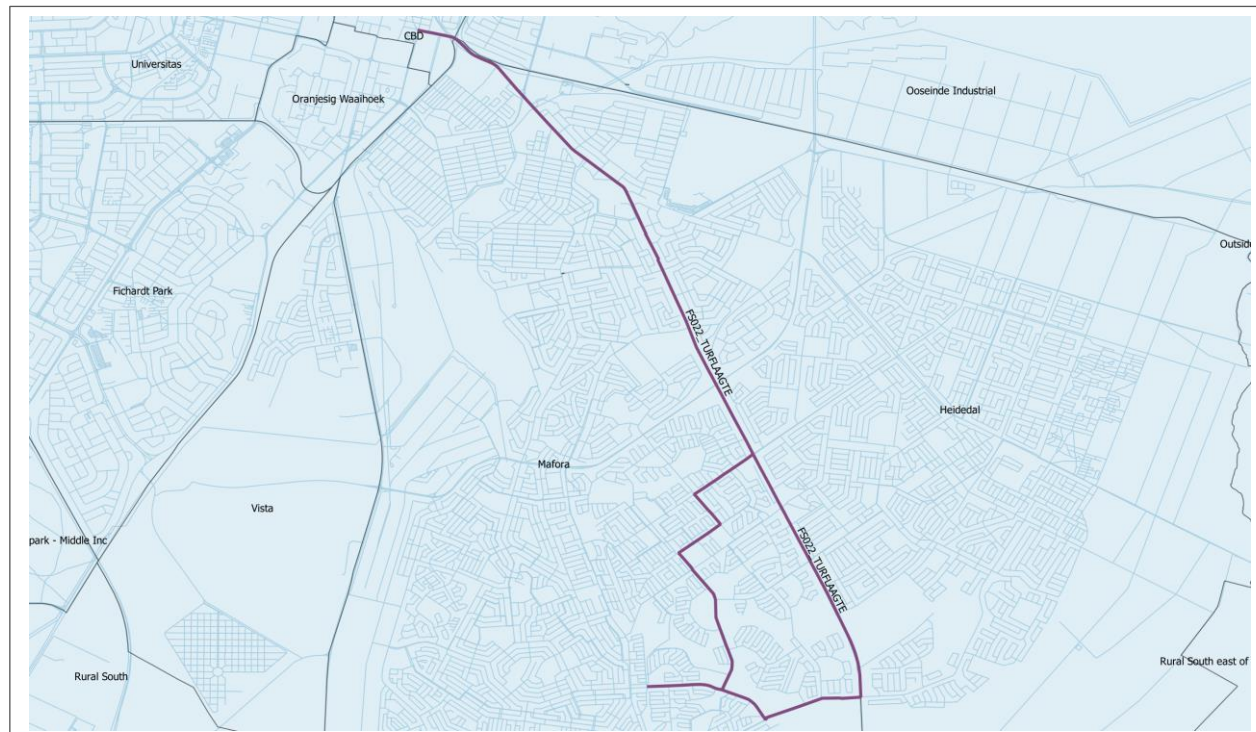 CBD
Universitas
Ooseinde Industrial
Oranjesig Waaihoek
Outsid
Fichardt Park
FS022_TURFLAAGTE
Heidedal
Mafora
Vista
FS022_TURFLAAGTE
park - Middle Inc
Rural South east of
Rural South